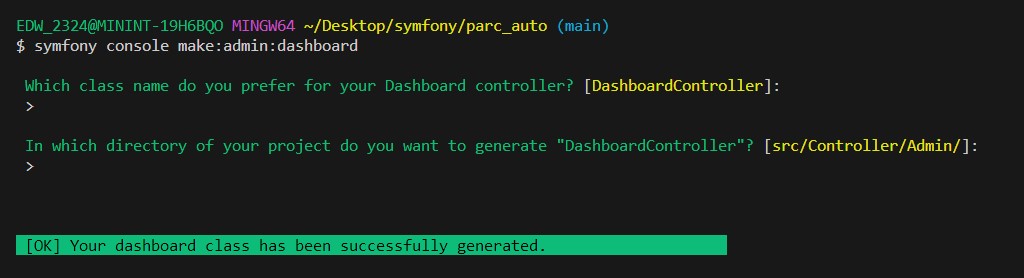 EDW_2324@MININT-19H6BQO MINGW64 ~/Desktop/symfony/parc_auto (main)
$ symfony console make:admin:dashboard
Which class name do you prefer for your Dashboard controller? [DashboardController]:
>
In which directory of your project do you want to generate "DashboardController"? [src/Controller/Admin/]:
>
[OK] Your dashboard class has been successfully generated.